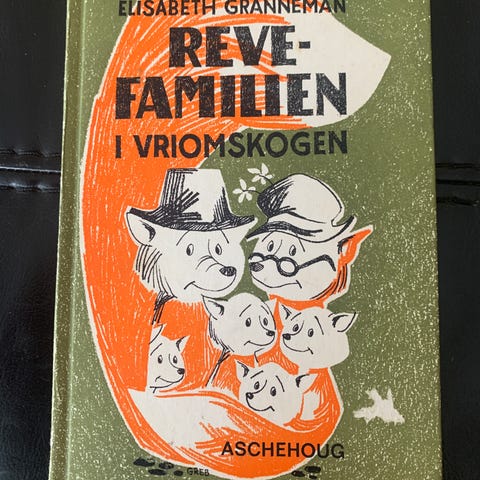 ELISABETH GRANNEMAN
REVE-
FAMILIEN
I VRIOMSKOGEN
ASCHEHOUG
GREB